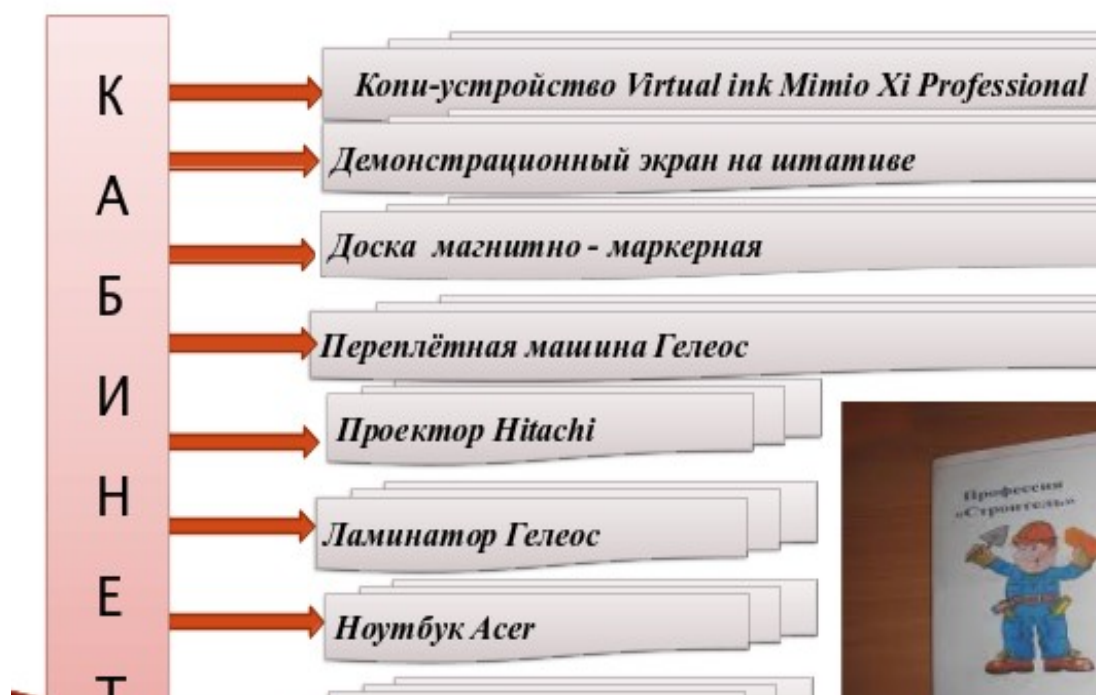 К
А
Б
И
Н
Е
Т
Копи-устройство Virtual ink Mimio Xi Professional
Демонстрационный экран на штативе
Доска магнитно - маркерная
Переплётная машина Гелеос
Проектор Hitachi
Ламинатор Гелеос
Ноутбук Acer
Профессия
«Строитель»